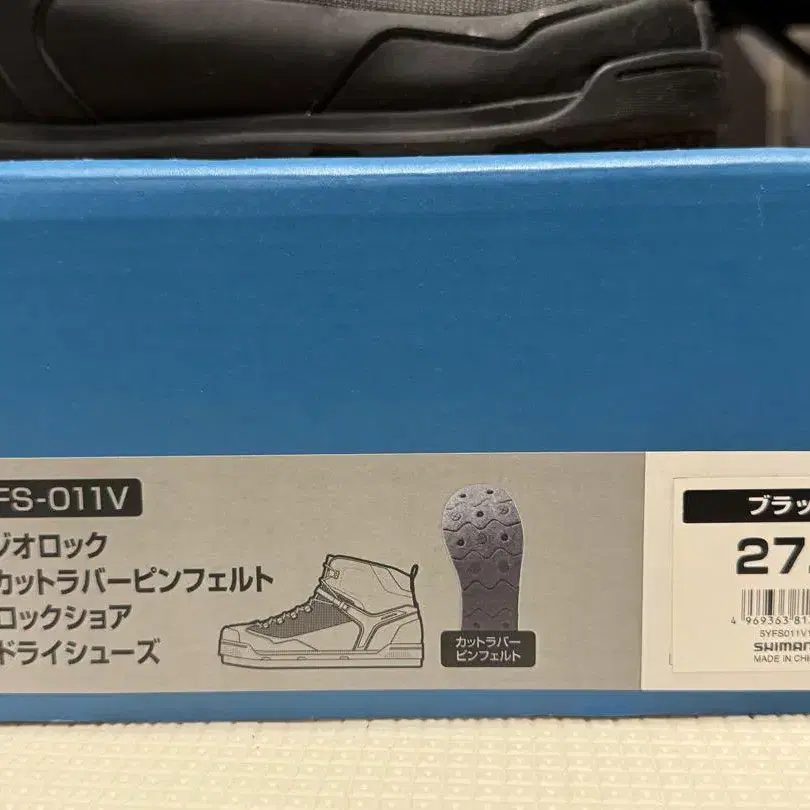 FS-011V
ジオロック
カットラバーピンフェルト
ロックショア
ドライシューズ
カットラバー
ピンフェルト
ブラッ
27.
4 969363 81
5YFS011V
SHIMAN
MADE IN CHI